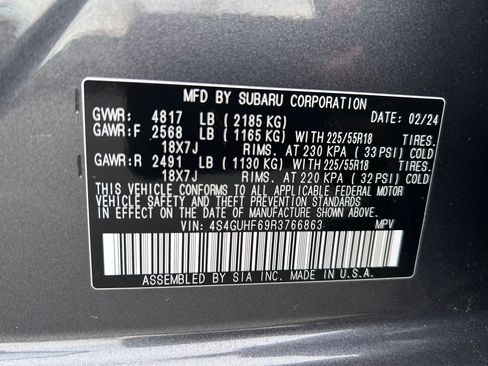 MFD BY SUBARU CORPORATION
GVWR: 4817 LB (2185 KG) DATE: 02/24
GAWR:F 2568 LB (1165 KG) WITH 225/55R18 TIRES.
18X7J RIMS. AT 230 KPA (33 PSI) COLD
GAWR:R 2491 LB (1130 KG) WITH 225/55R18 TIRES.
18X7J RIMS. AT 220 KPA (32 PSI) COLD
THIS VEHICLE CONFORMS TO ALL APPLICABLE FEDERAL MOTOR
VEHICLE SAFETY AND THEFT PREVENTION STANDARDS
IN EFFECT ON THE DATE OF MANUFACTURE SHOWN ABOVE.
VIN: 4S4GUHF69R3766863 MPV
ASSEMBLED BY SIA INC. MADE IN U.S.A.